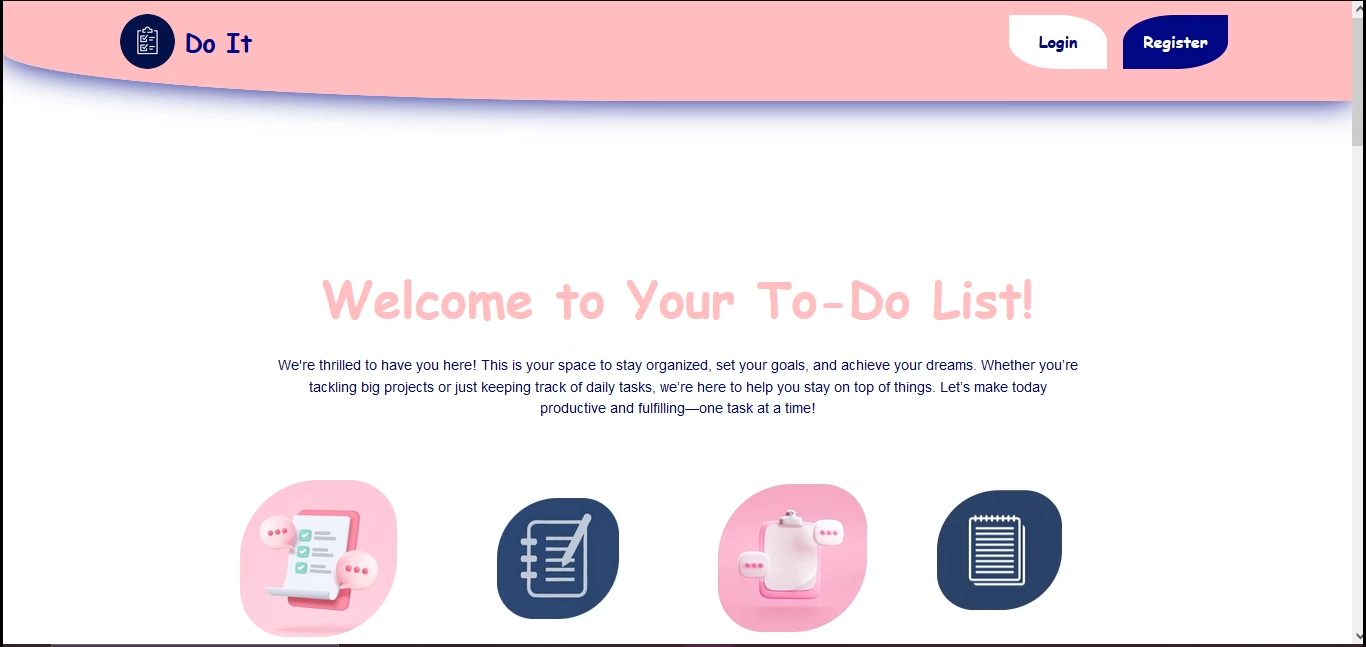 Do It
Login
Register
Welcome to Your To-Do List!
We're thrilled to have you here! This is your space to stay organized, set your goals, and achieve your dreams. Whether you’re
tackling big projects or just keeping track of daily tasks, we’re here to help you stay on top of things. Let’s make today
productive and fulfilling—one task at a time!